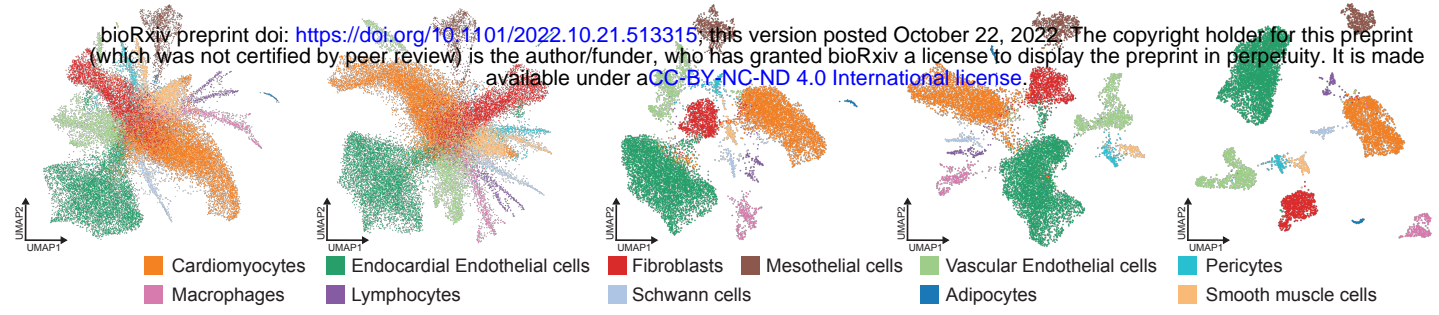 bioRxiv preprint doi: https://doi.org/10.1101/2022.10.21.513315; this version posted October 22, 2022. The copyright holder for this preprint
(which was not certified by peer review) is the author/funder, who has granted bioRxiv a license to display the preprint in perpetuity. It is made
available under aCC-BY-NC-ND 4.0 International license.
UMAP2 UMAP2 UMAP2 UMAP2 UMAP2
UMAP1 UMAP1 UMAP1 UMAP1 UMAP1
Cardiomyocytes Endocardial Endothelial cells Fibroblasts Mesothelial cells Vascular Endothelial cells Pericytes
Macrophages Lymphocytes Schwann cells Adipocytes Smooth muscle cells